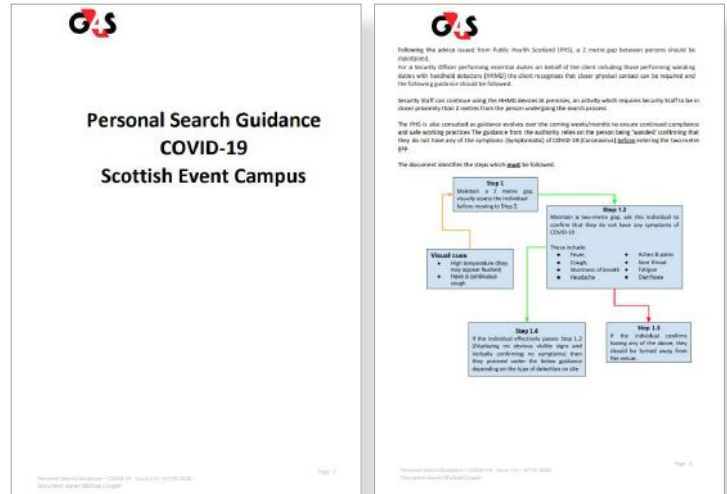 G4S
Personal Search Guidance
COVID-19
Scottish Event Campus
G4S
Following the advice issued from Public Health Scotland (PHS), a 2 metre gap between persons should be
maintained.
For a Security Officer performing essential duties on behalf of the client including those performing wanding
duties with handheld detectors (HHMD) the client recognises that closer physical contact can be required and
the following guidance should be followed.
Security Staff can continue using the HHMD devices at premises, an activity which requires Security Staff to be in
closer proximity than 2 metres from the person undergoing the search process
The PHS is also consulted as guidance evolves over the coming weeks/months to ensure continued compliance
and safe working practices The guidance from the authority relies on the person being 'wanded' confirming that
they do not have any of the symptoms (Symptomatic) of COVID-19 (Coronavirus) before entering the two-metre
gap.
The document identifies the steps which must be followed.
Step 1
Maintain a 2 metre gap,
visually assess the individual
before moving to Step 2.
Step 1.2
Maintain a two-metre gap, ask this individual to
confirm that they do not have any symptoms of
COVID-19
These include:
Fever,
Cough,
Shortness of breath
Headache
Aches & pains
Sore throat
Fatigue
Diarrhoea
Visual cues
High temperature (they
may appear flushed)
Have a continuous
cough
Step 1.4
If the individual effectively passes Step 1.2
(Displaying no obvious visible signs and
Verbally confirming no symptoms) then
they proceed under the below guidance
depending on the type of detection on site
Step 1.3
If the individual confirms
having any of the above, they
should be turned away from
the venue.
Personal Search Guidance – COVID-19
Page
Personal Search Guidance – COVID-19
Page 2